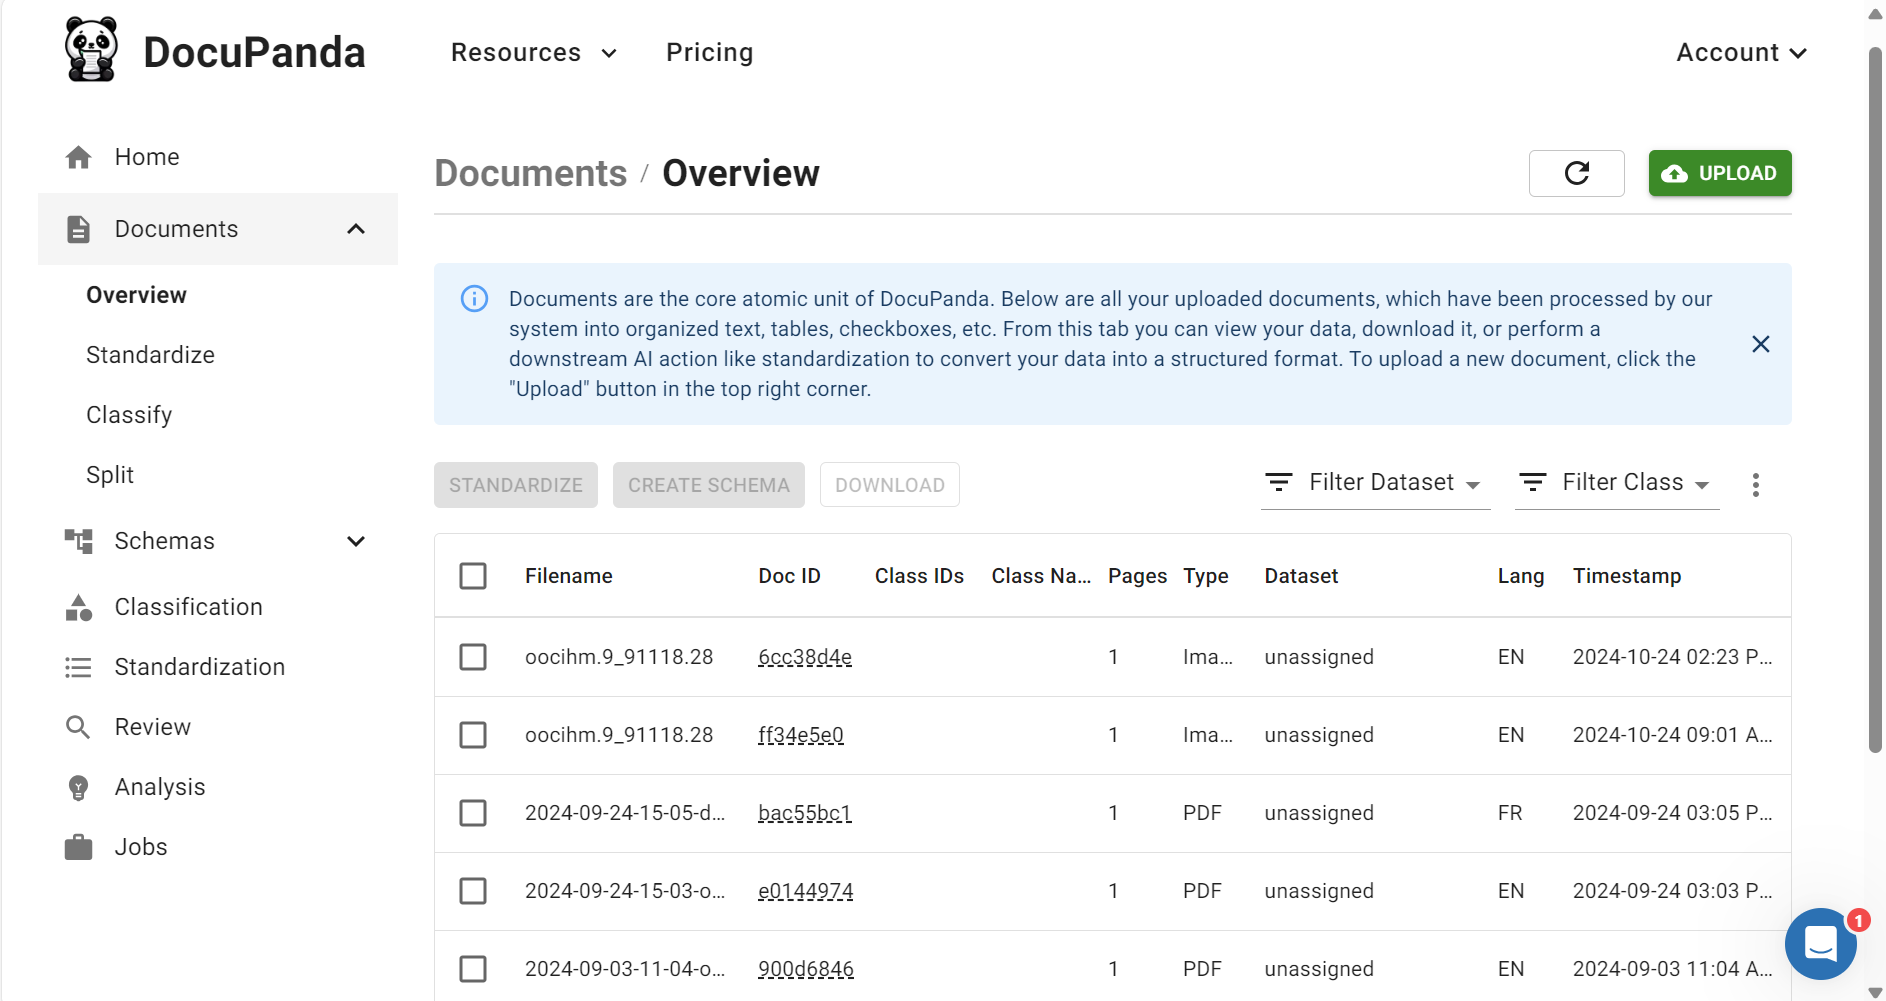 DocuPanda
Resources
Pricing
Account
Home
Documents
Overview
Standardize
Classify
Split
Schemas
Classification
Standardization
Review
Analysis
Jobs
Documents / Overview
UPLOAD
Documents are the core atomic unit of DocuPanda. Below are all your uploaded documents, which have been processed by our
system into organized text, tables, checkboxes, etc. From this tab you can view your data, download it, or perform a
downstream AI action like standardization to convert your data into a structured format. To upload a new document, click the
"Upload" button in the top right corner.
STANDARDIZE CREATE SCHEMA DOWNLOAD Filter Dataset Filter Class
Filename Doc ID Class IDs Class Na... Pages Type Dataset Lang Timestamp
oocihm.9_91118.28 6cc38d4e 1 Ima... unassigned EN 2024-10-24 02:23 P...
oocihm.9_91118.28 ff34e5e0 1 Ima... unassigned EN 2024-10-24 09:01 A...
2024-09-24-15-05-d... bac55bc1 1 PDF unassigned FR 2024-09-24 03:05 P...
2024-09-24-15-03-o... e0144974 1 PDF unassigned EN 2024-09-24 03:03 P...
2024-09-03-11-04-o... 900d6846 1 PDF unassigned EN 2024-09-03 11:04 A...
1